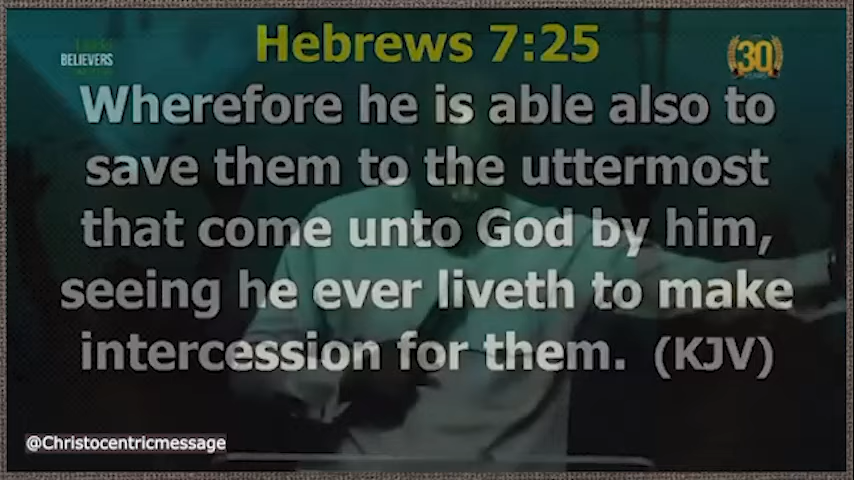 Hebrews 7:25
BELIEVERS
30
YEARS
Wherefore he is able also to
save them to the uttermost
that come unto God by him,
seeing he ever liveth to make
intercession for them. (KJV)
@Christocentricmessage